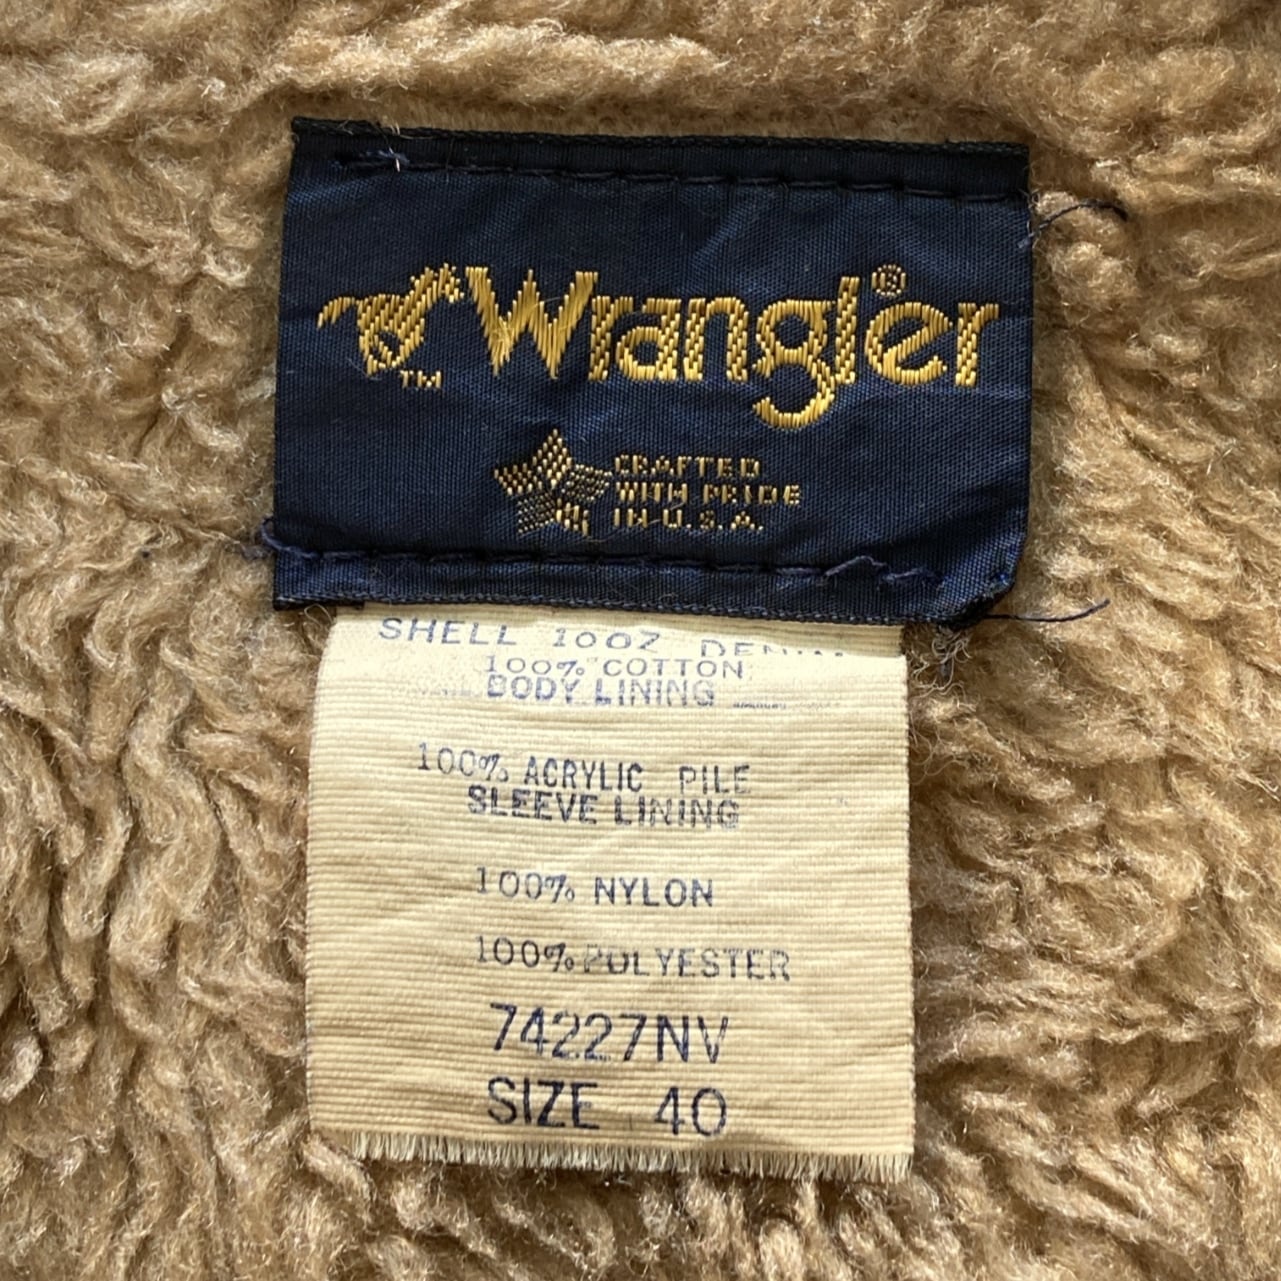 Wrangler®
TM
CRAFTED
WITH PRIDE
IN U.S.A.
SHELL 10OZ DENIM
100% COTTON
BODY LINING
100% ACRYLIC PILE
SLEEVE LINING
100% NYLON
100% POLYESTER
74227NV
SIZE 40